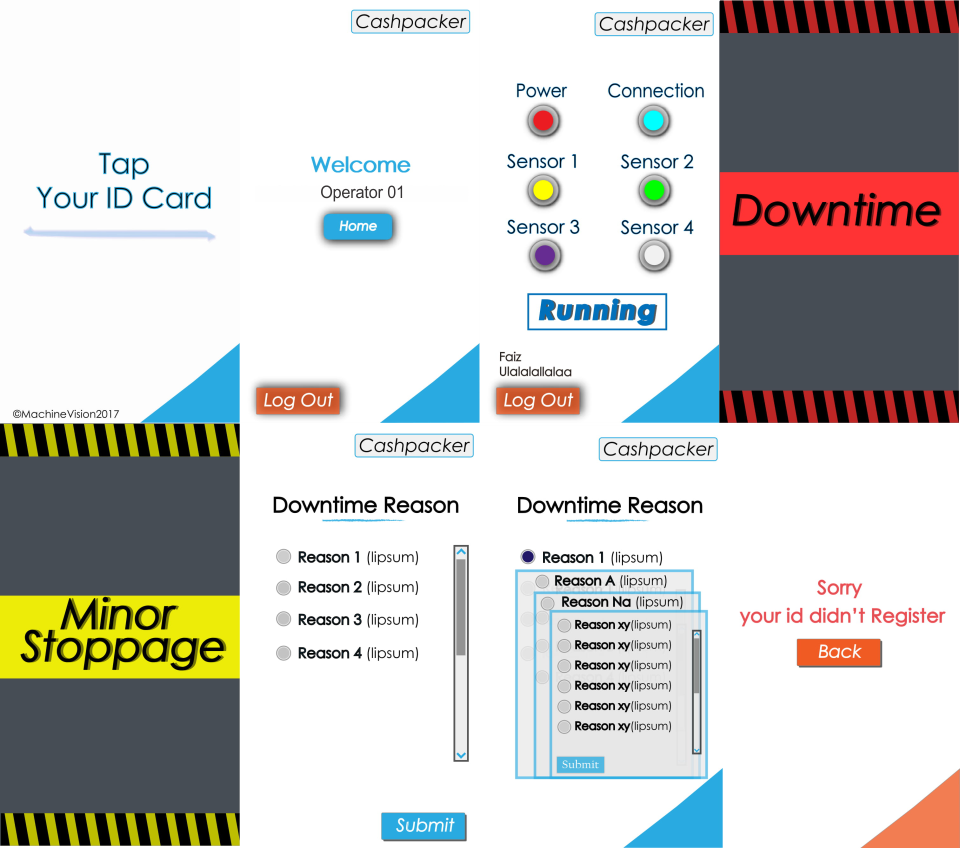 Tap
Your ID Card
©MachineVision2017
Cashpacker
Welcome
Operator 01
Home
Log Out
Cashpacker
Power
Connection
Sensor 1
Sensor 2
Sensor 3
Sensor 4
Running
Faiz
Ulalalallalaa
Log Out
Downtime
Minor
Stoppage
Cashpacker
Downtime Reason
Reason 1 (lipsum)
Reason 2 (lipsum)
Reason 3 (lipsum)
Reason 4 (lipsum)
Submit
Cashpacker
Downtime Reason
Reason 1 (lipsum)
Reason A (lipsum)
Reason Na (lipsum)
Reason xy(lipsum)
Reason xy(lipsum)
Reason xy(lipsum)
Reason xy(lipsum)
Reason xy(lipsum)
Reason xy(lipsum)
Submit
Sorry
your id didn't Register
Back